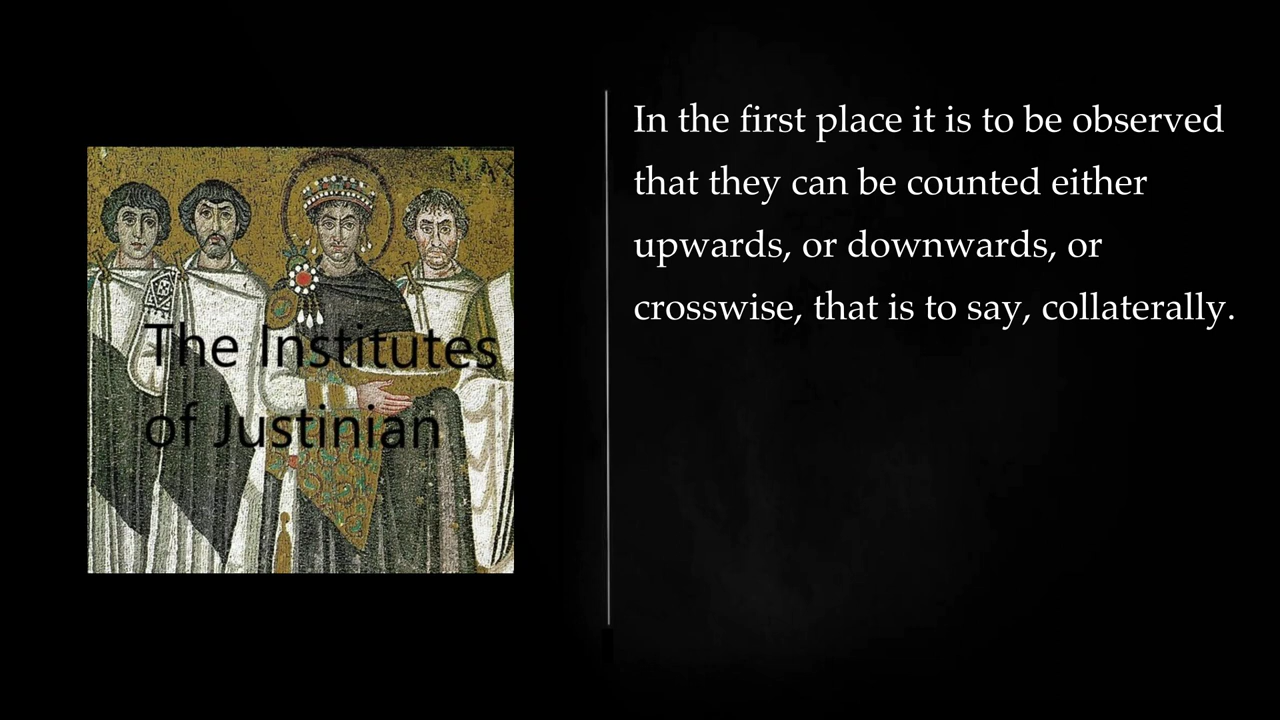 The Institutes
of Justinian
In the first place it is to be observed
that they can be counted either
upwards, or downwards, or
crosswise, that is to say, collaterally.